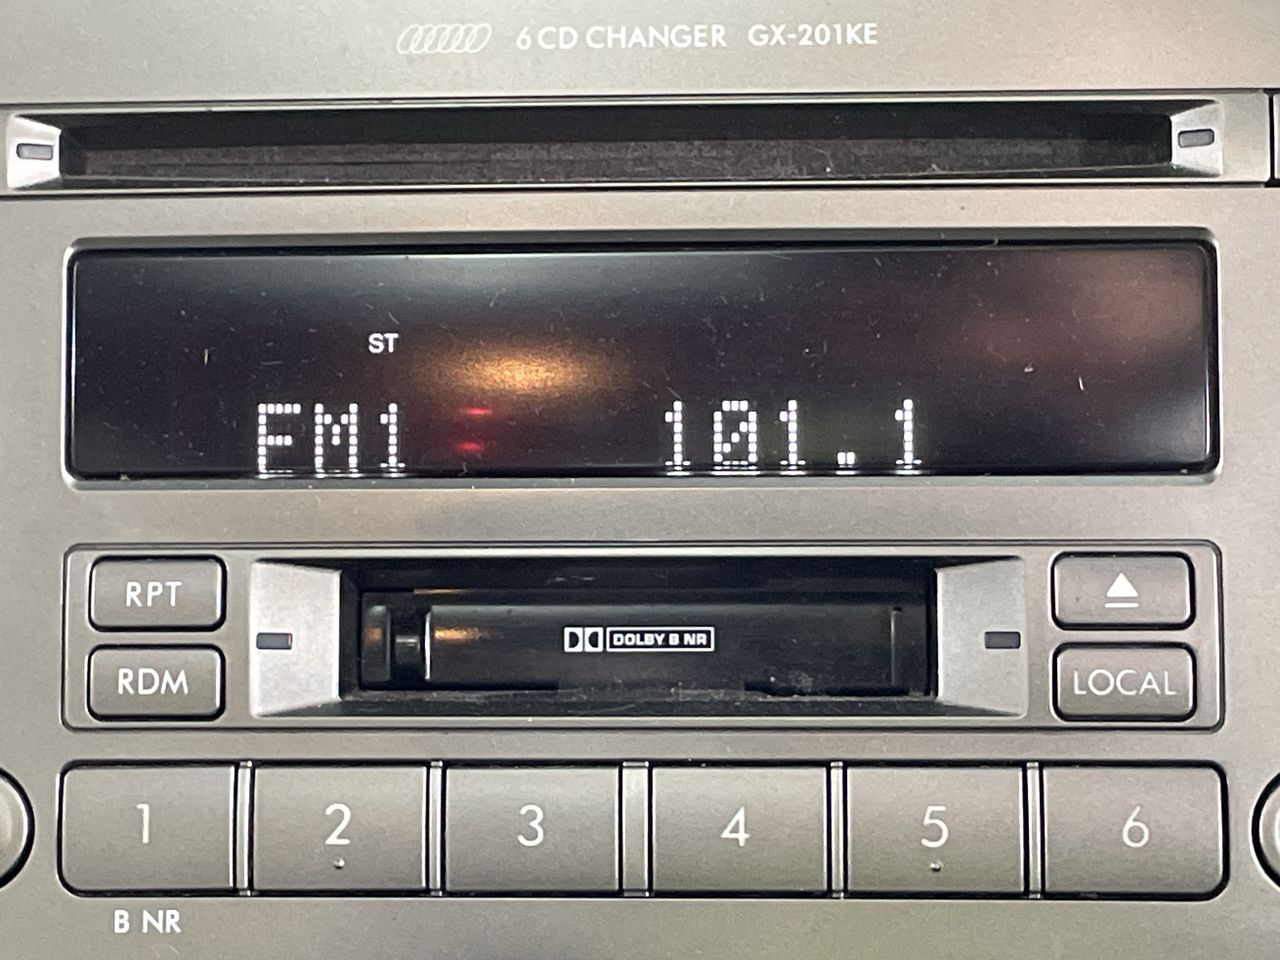 6 CD CHANGER GX-201KE
ST
FM1 101.1
RPT
DOLBY B NR
RDM
LOCAL
1 2 3 4 5 6
B NR